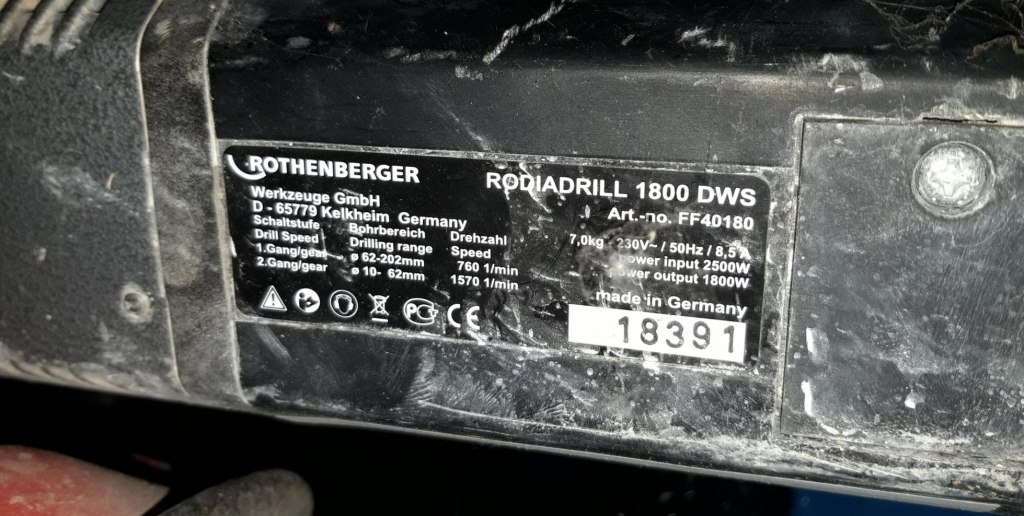 ROTHENBERGER
Werkzeuge GmbH
D - 65779 Kelkheim Germany
Schaltstufe Bohrbereich Drehzahl
Drill Speed Drilling range Speed
1.Gang/gear ø 62-202mm 760 1/min
2.Gang/gear ø 10- 62mm 1570 1/min
PC CE
RODIADRILL 1800 DWS
Art.-no. FF40180
7,0kg 230V~ / 50Hz / 8,5 A
power input 2500W
power output 1800W
made in Germany
18391